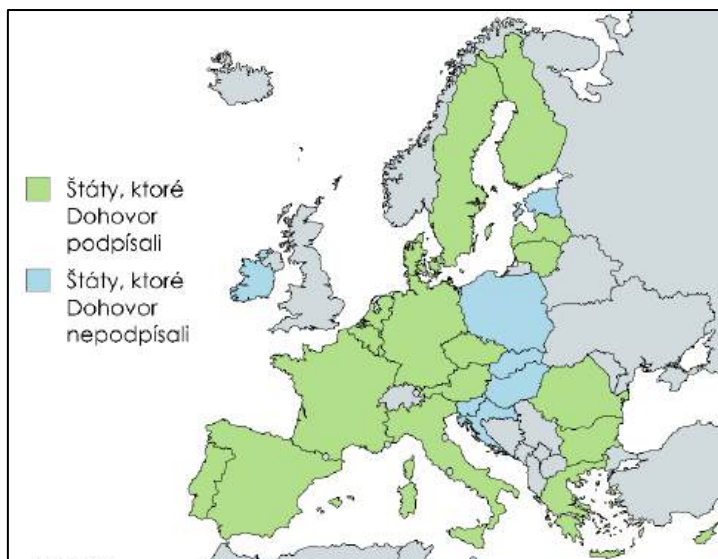 Štáty, ktoré
Dohovor
podpísali
Štáty, ktoré
Dohovor
nepodpísali